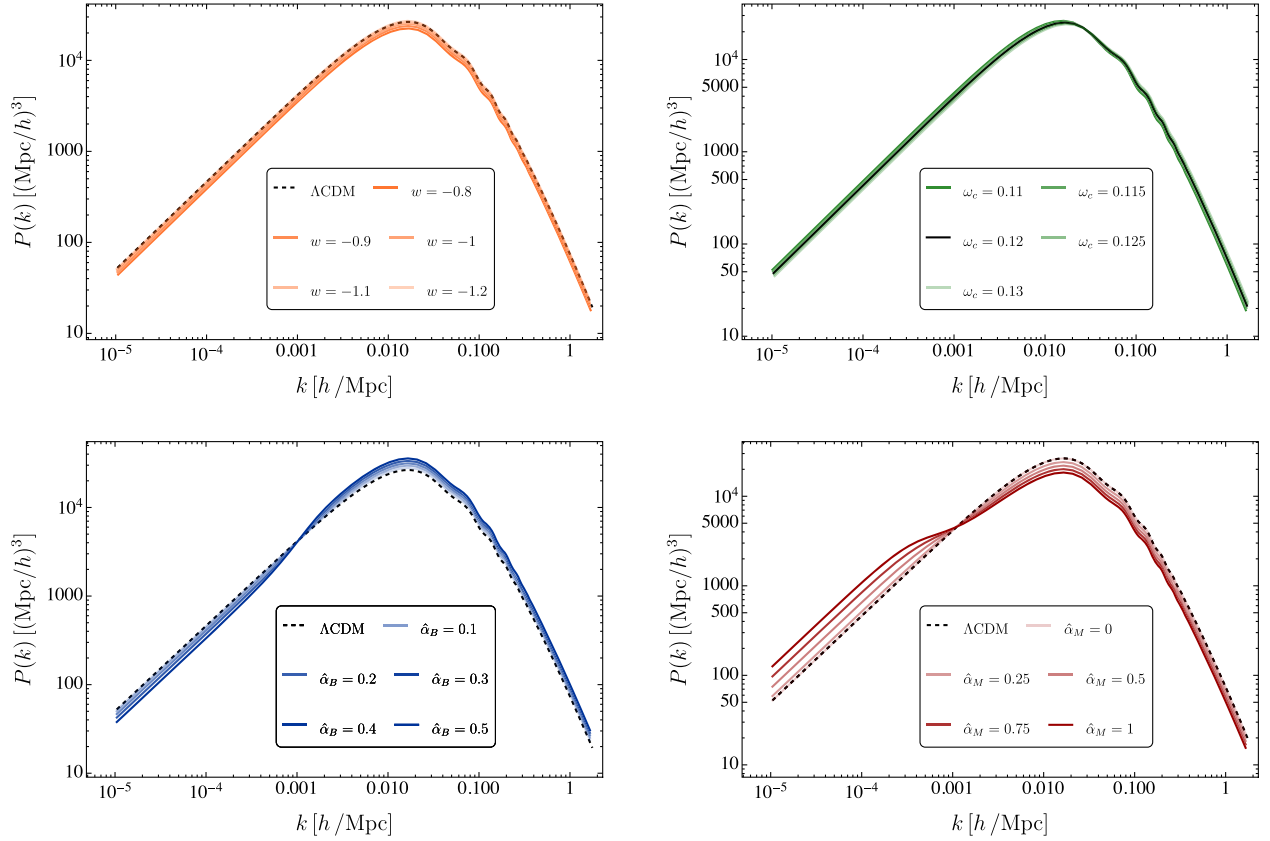 P(k) [(Mpc/h)³]
10⁴
1000
100
10
ΛCDM w = −0.8
w = −0.9 w = −1
w = −1.1 w = −1.2
10⁻⁵ 10⁻⁴ 0.001 0.010 0.100 1
k [h /Mpc]
P(k) [(Mpc/h)³]
10⁴
5000
1000
500
100
50
10
ω_c = 0.11 ω_c = 0.115
ω_c = 0.12 ω_c = 0.125
ω_c = 0.13
10⁻⁵ 10⁻⁴ 0.001 0.010 0.100 1
k [h /Mpc]
P(k) [(Mpc/h)³]
10⁴
1000
100
10
ΛCDM α̂_B = 0.1
α̂_B = 0.2 α̂_B = 0.3
α̂_B = 0.4 α̂_B = 0.5
10⁻⁵ 10⁻⁴ 0.001 0.010 0.100 1
k [h /Mpc]
P(k) [(Mpc/h)³]
10⁴
5000
1000
500
100
50
10
ΛCDM α̂_M = 0
α̂_M = 0.25 α̂_M = 0.5
α̂_M = 0.75 α̂_M = 1
10⁻⁵ 10⁻⁴ 0.001 0.010 0.100 1
k [h /Mpc]